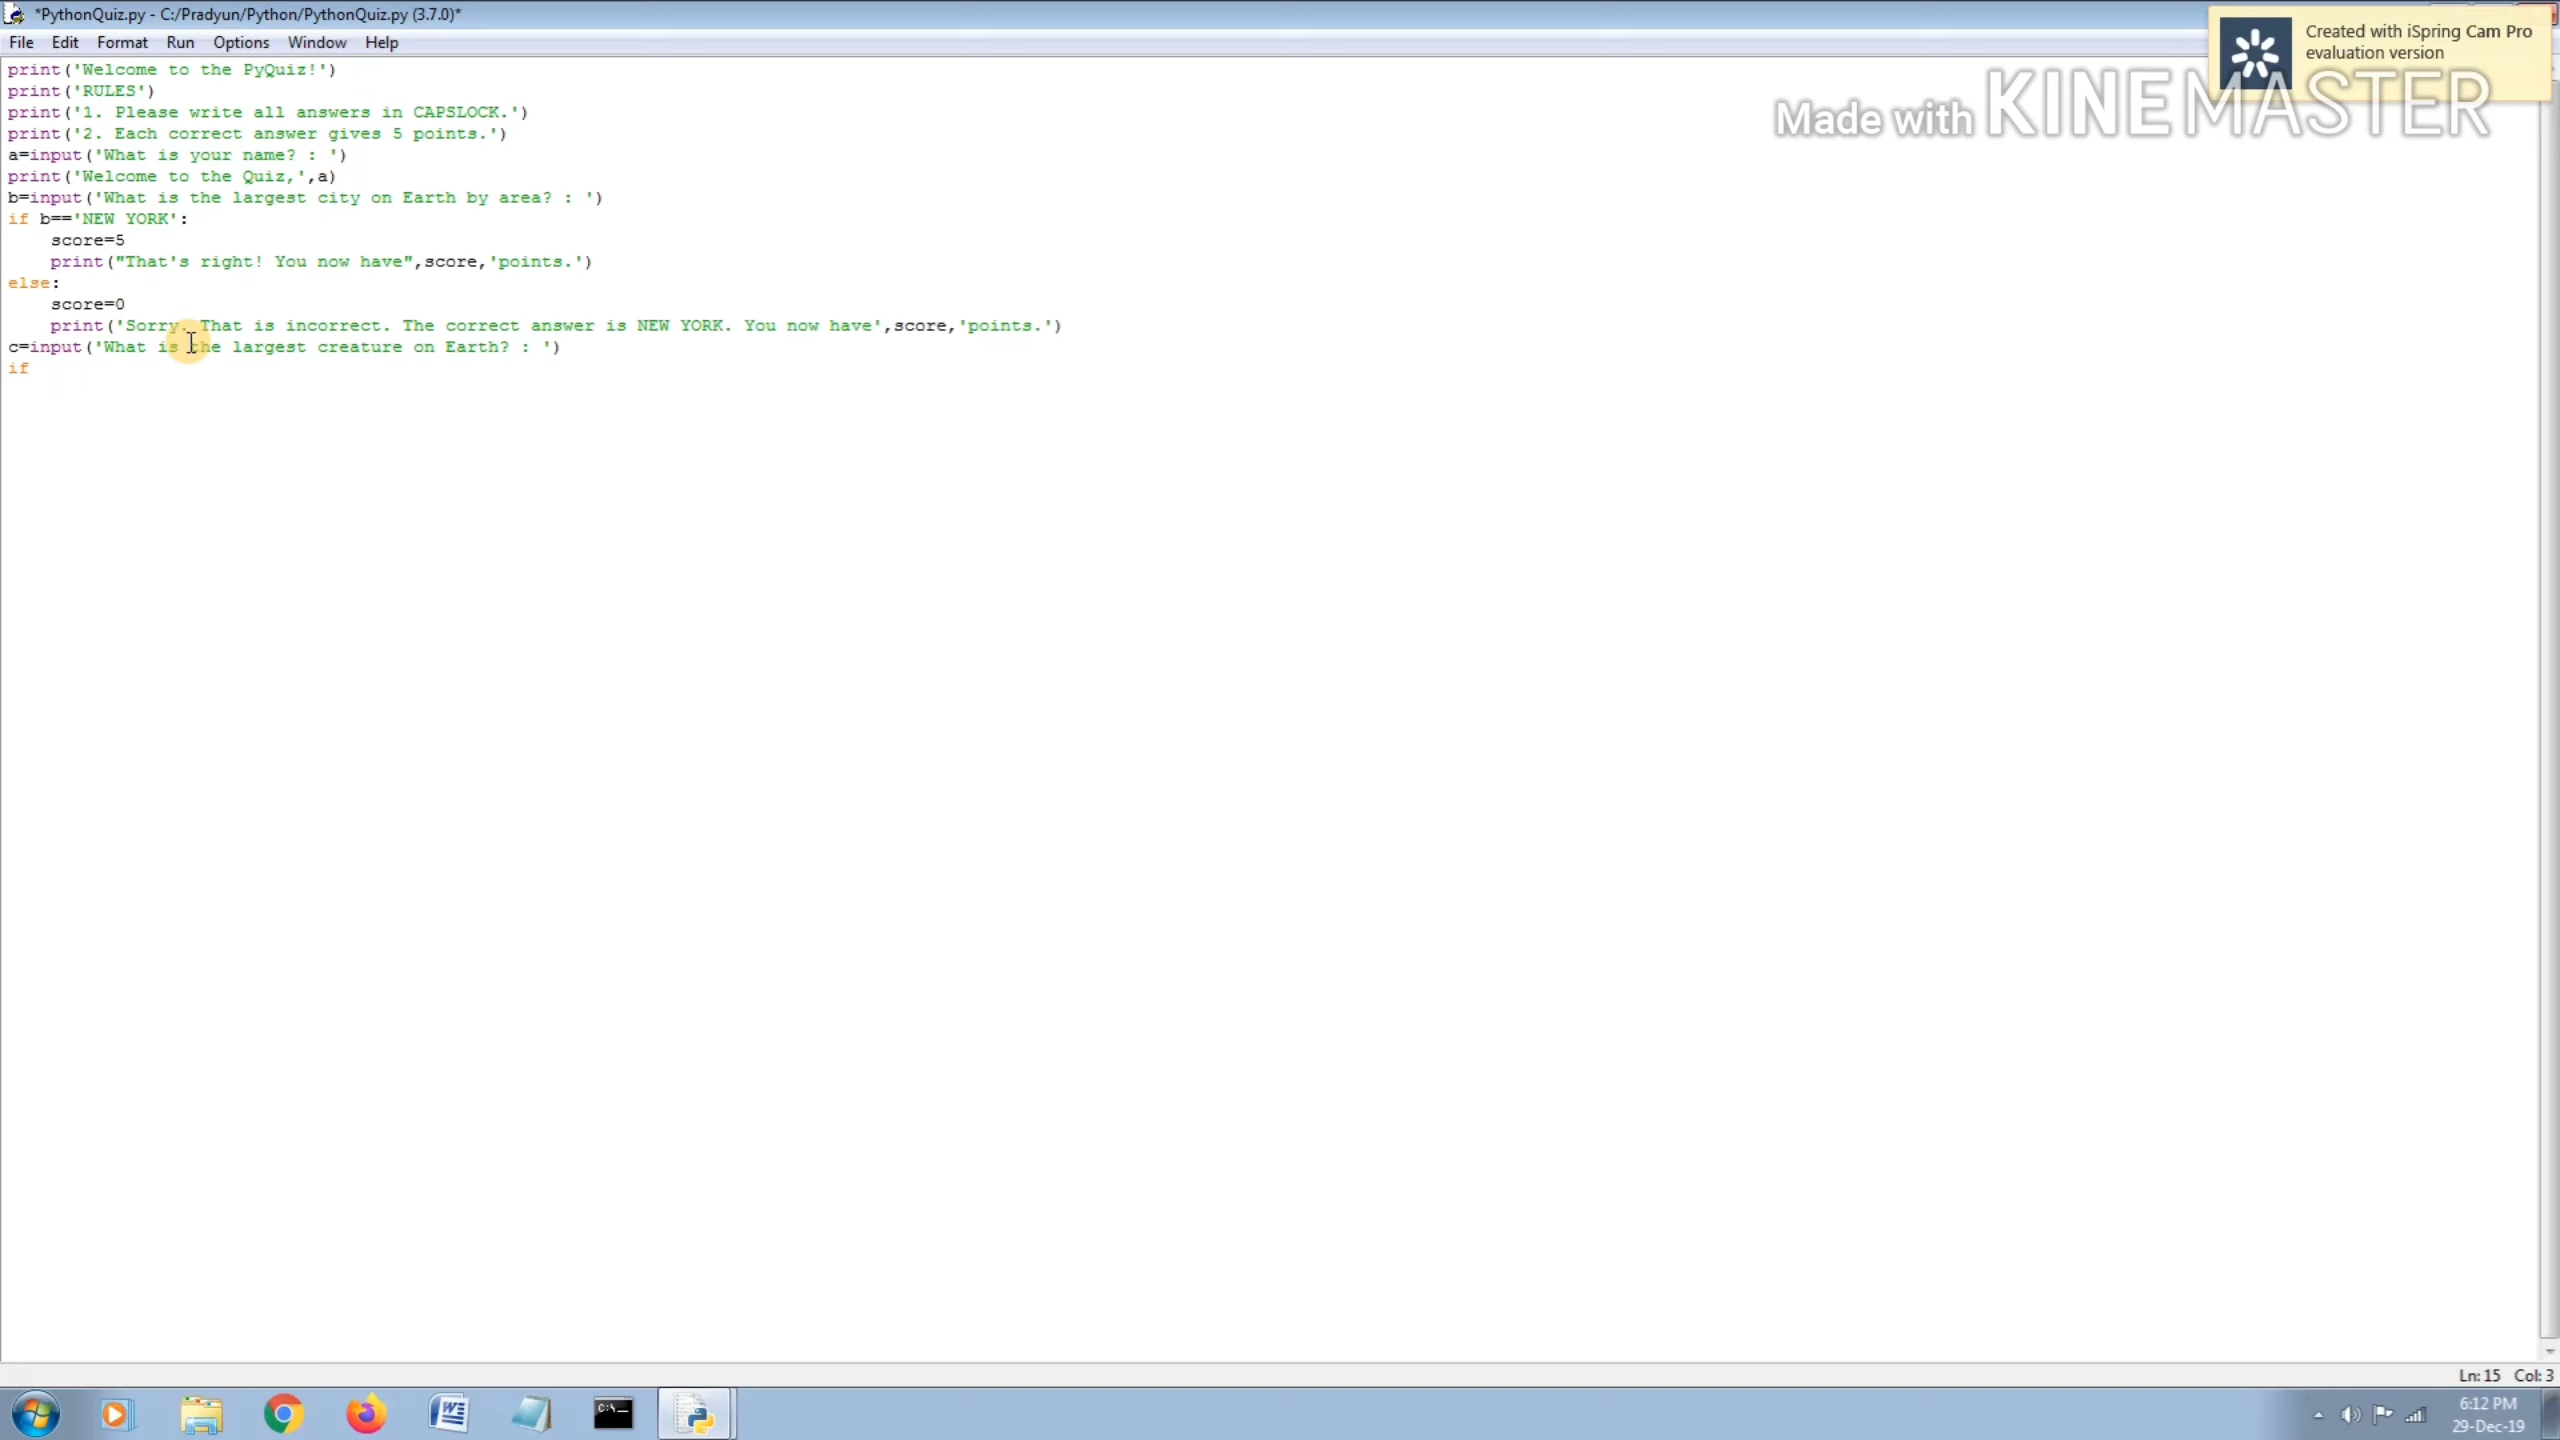 *PythonQuiz.py - C:/Pradyun/Python/PythonQuiz.py (3.7.0)*
File Edit Format Run Options Window Help
Created with iSpring Cam Pro
evaluation version
Made with KINEMASTER
print('Welcome to the PyQuiz!')
print('RULES')
print('1. Please write all answers in CAPSLOCK.')
print('2. Each correct answer gives 5 points.')
a=input('What is your name? : ')
print('Welcome to the Quiz,',a)
b=input('What is the largest city on Earth by area? : ')
if b=='NEW YORK':
    score=5
    print("That's right! You now have",score,'points.')
else:
    score=0
    print('Sorry. That is incorrect. The correct answer is NEW YORK. You now have',score,'points.')
c=input('What is the largest creature on Earth? : ')
if
Ln: 15 Col: 3
C:\_
6:12 PM
29-Dec-19